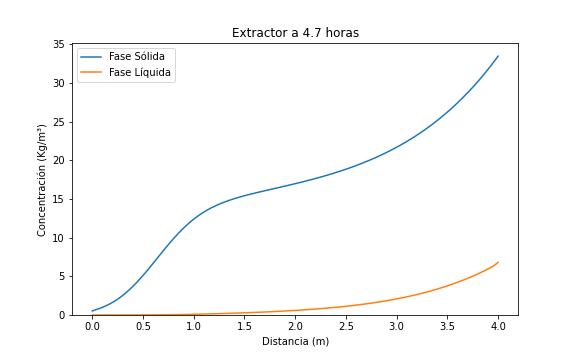 Extractor a 4.7 horas
Fase Sólida
Fase Líquida
Concentración (Kg/m³)
35
30
25
20
15
10
5
0
0.0 0.5 1.0 1.5 2.0 2.5 3.0 3.5 4.0
Distancia (m)